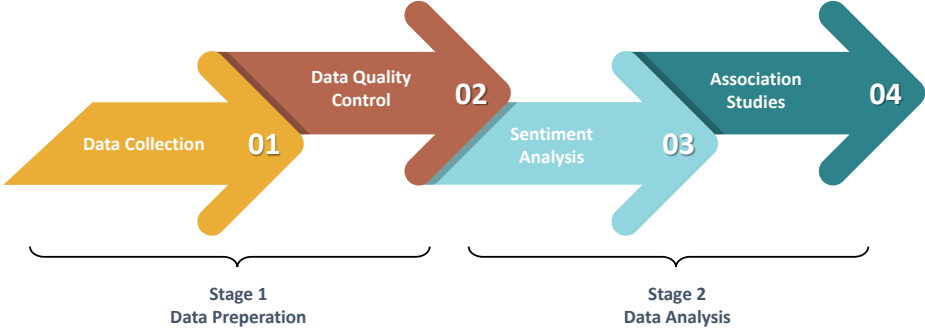 Data Collection
01
Data Quality
Control
02
Sentiment
Analysis
03
Association
Studies
04
Stage 1
Data Preperation
Stage 2
Data Analysis